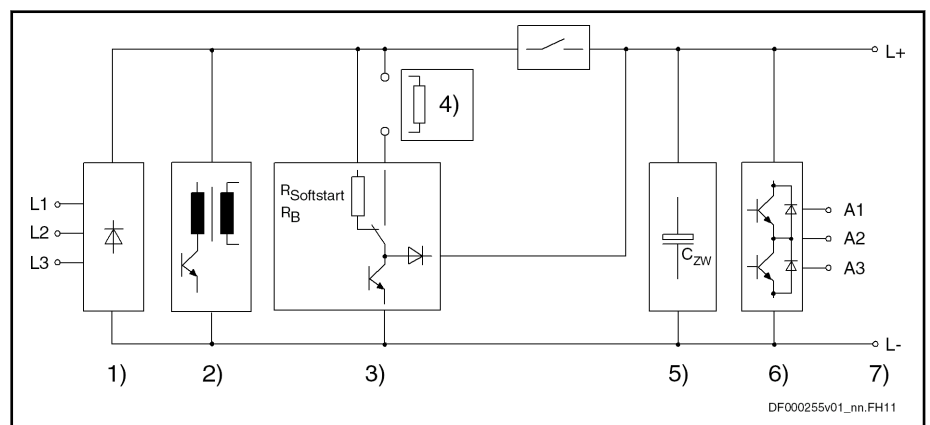 L+
4)
R_Softstart
R_B
L1
L2
L3
C_ZW
A1
A2
A3
L-
1)
2)
3)
5)
6)
7)
DF000255v01_nn.FH11